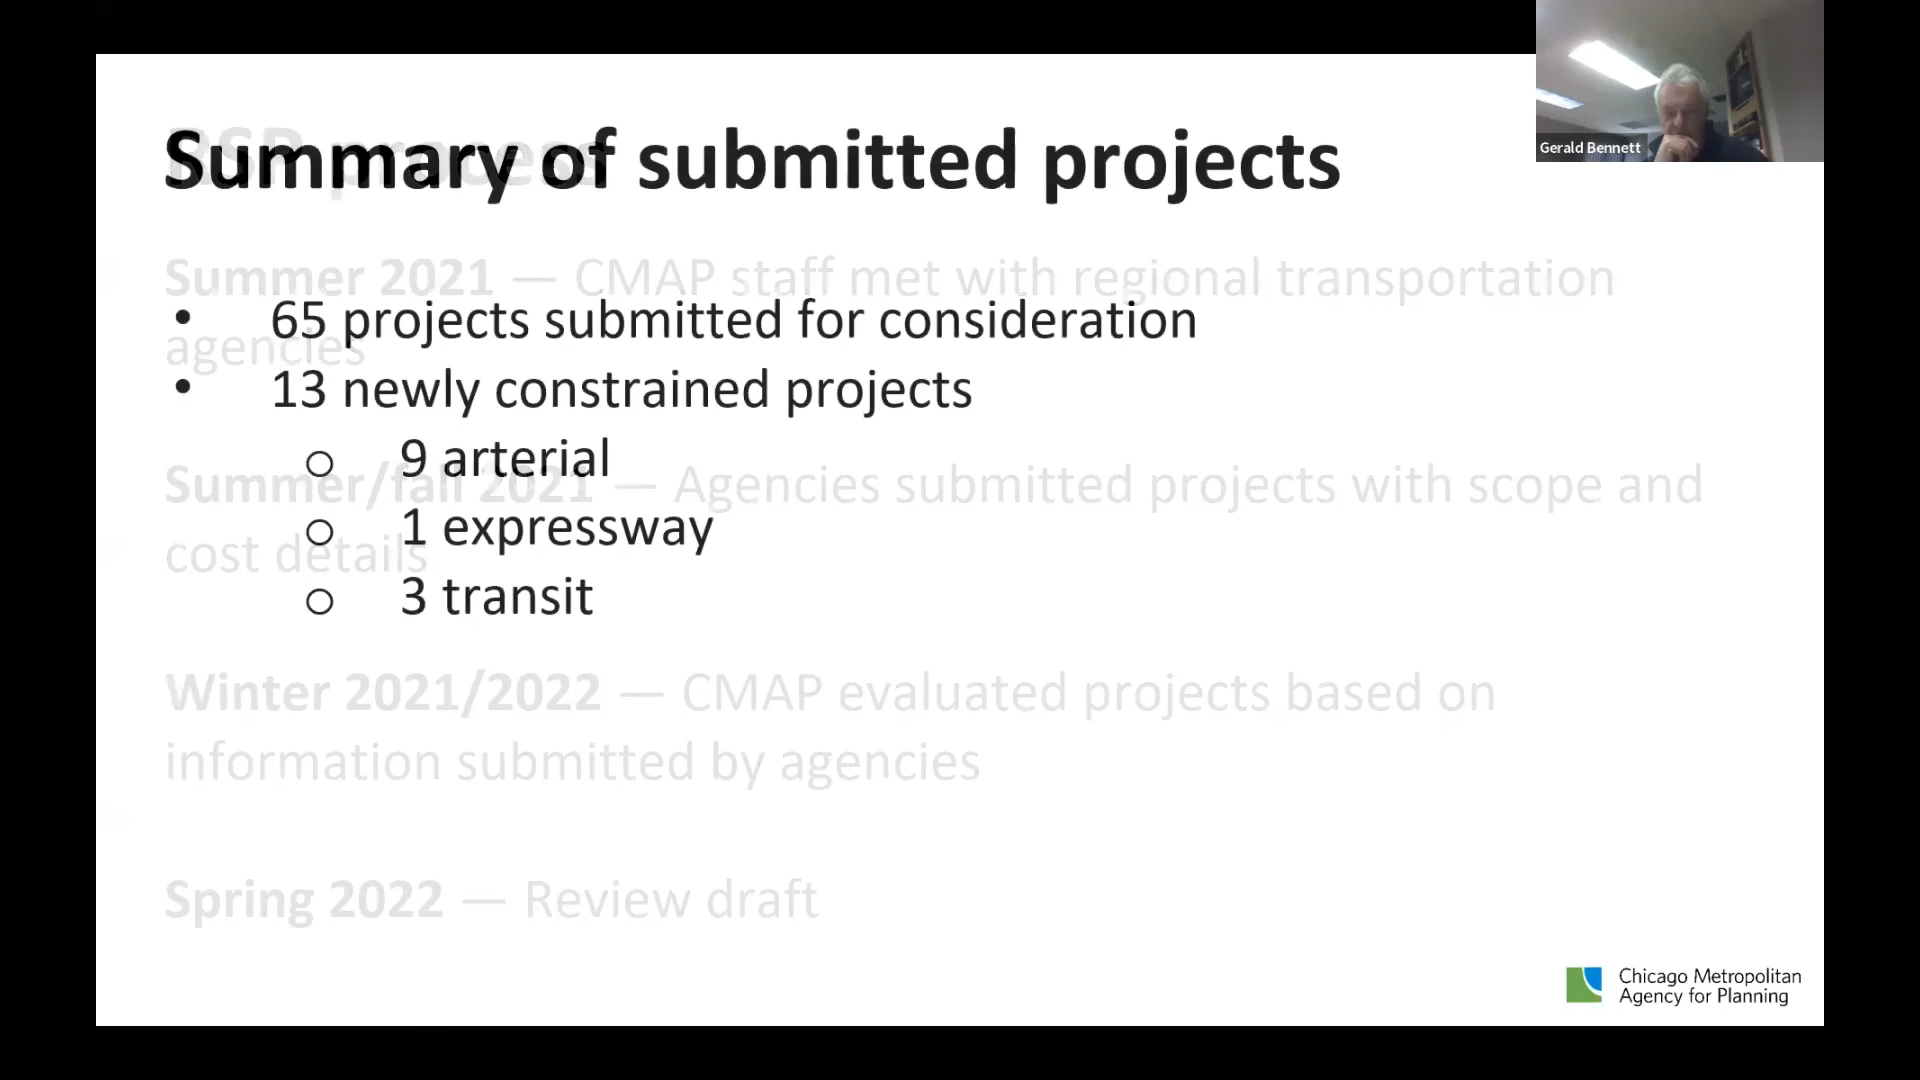 Gerald Bennett
RSP process
Summary of submitted projects
Summer 2021 — CMAP staff met with regional transportation
agencies
• 65 projects submitted for consideration
• 13 newly constrained projects
o 9 arterial
o 1 expressway
o 3 transit
Summer/fall 2021 — Agencies submitted projects with scope and
cost details
Winter 2021/2022 — CMAP evaluated projects based on
information submitted by agencies
Spring 2022 — Review draft
Chicago Metropolitan
Agency for Planning